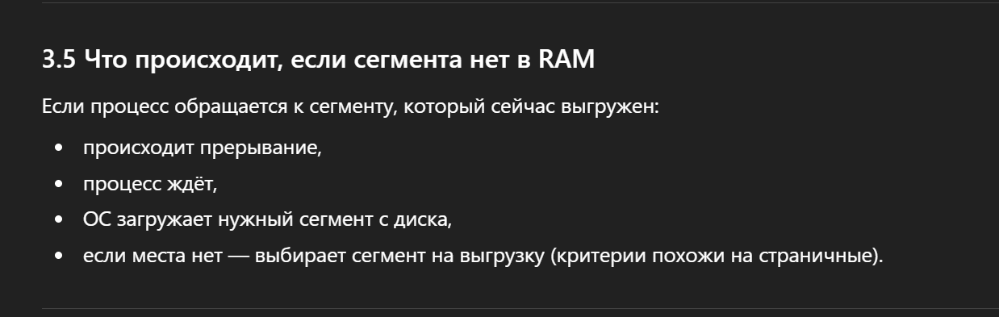 3.5 Что происходит, если сегмента нет в RAM
Если процесс обращается к сегменту, который сейчас выгружен:
• происходит прерывание,
• процесс ждёт,
• ОС загружает нужный сегмент с диска,
• если места нет — выбирает сегмент на выгрузку (критерии похожи на страничные).